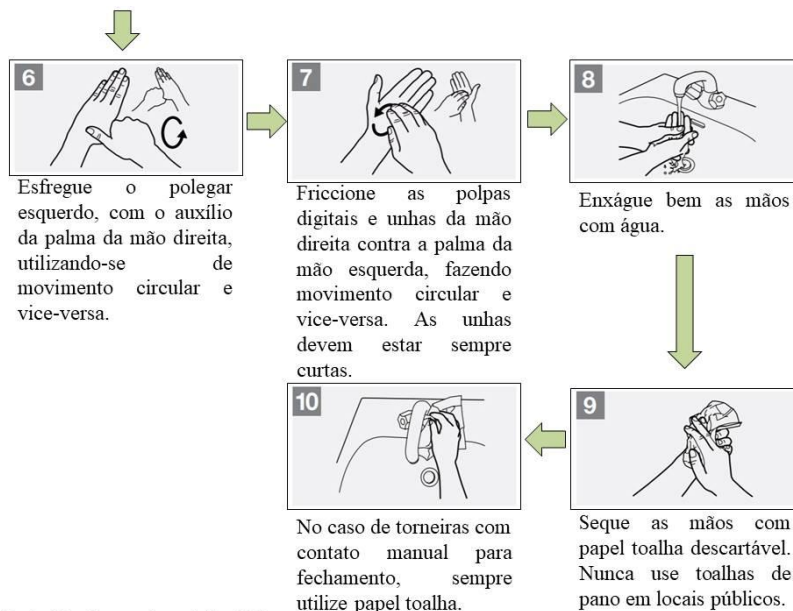 6
Esfregue o polegar
esquerdo, com o auxílio
da palma da mão direita,
utilizando-se de
movimento circular e
vice-versa.
7
Friccione as polpas
digitais e unhas da mão
direita contra a palma da
mão esquerda, fazendo
movimento circular e
vice-versa. As unhas
devem estar sempre
curtas.
8
Enxágue bem as mãos
com água.
9
Seque as mãos com
papel toalha descartável.
Nunca use toalhas de
pano em locais públicos.
10
No caso de torneiras com
contato manual para
fechamento, sempre
utilize papel toalha.